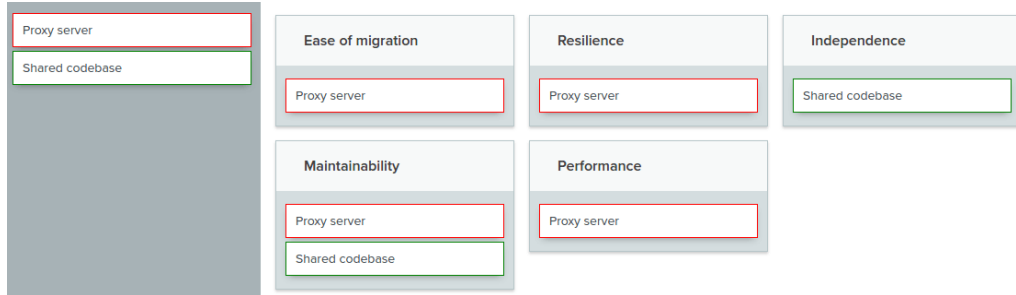 Proxy server
Shared codebase
Ease of migration
Proxy server
Resilience
Proxy server
Independence
Shared codebase
Maintainability
Proxy server
Shared codebase
Performance
Proxy server